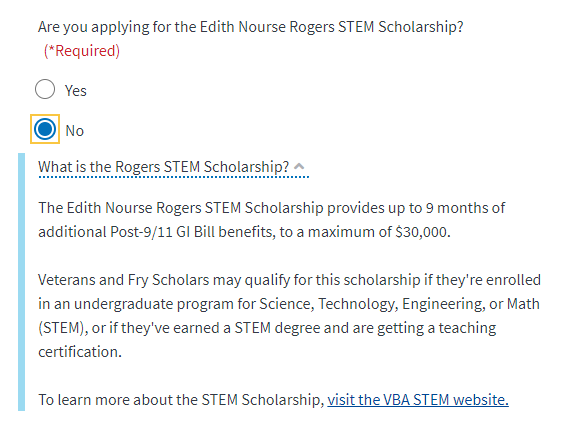 Are you applying for the Edith Nourse Rogers STEM Scholarship?
(*Required)
Yes
No
What is the Rogers STEM Scholarship?
The Edith Nourse Rogers STEM Scholarship provides up to 9 months of
additional Post-9/11 GI Bill benefits, to a maximum of $30,000.
Veterans and Fry Scholars may qualify for this scholarship if they're enrolled
in an undergraduate program for Science, Technology, Engineering, or Math
(STEM), or if they've earned a STEM degree and are getting a teaching
certification.
To learn more about the STEM Scholarship, visit the VBA STEM website.